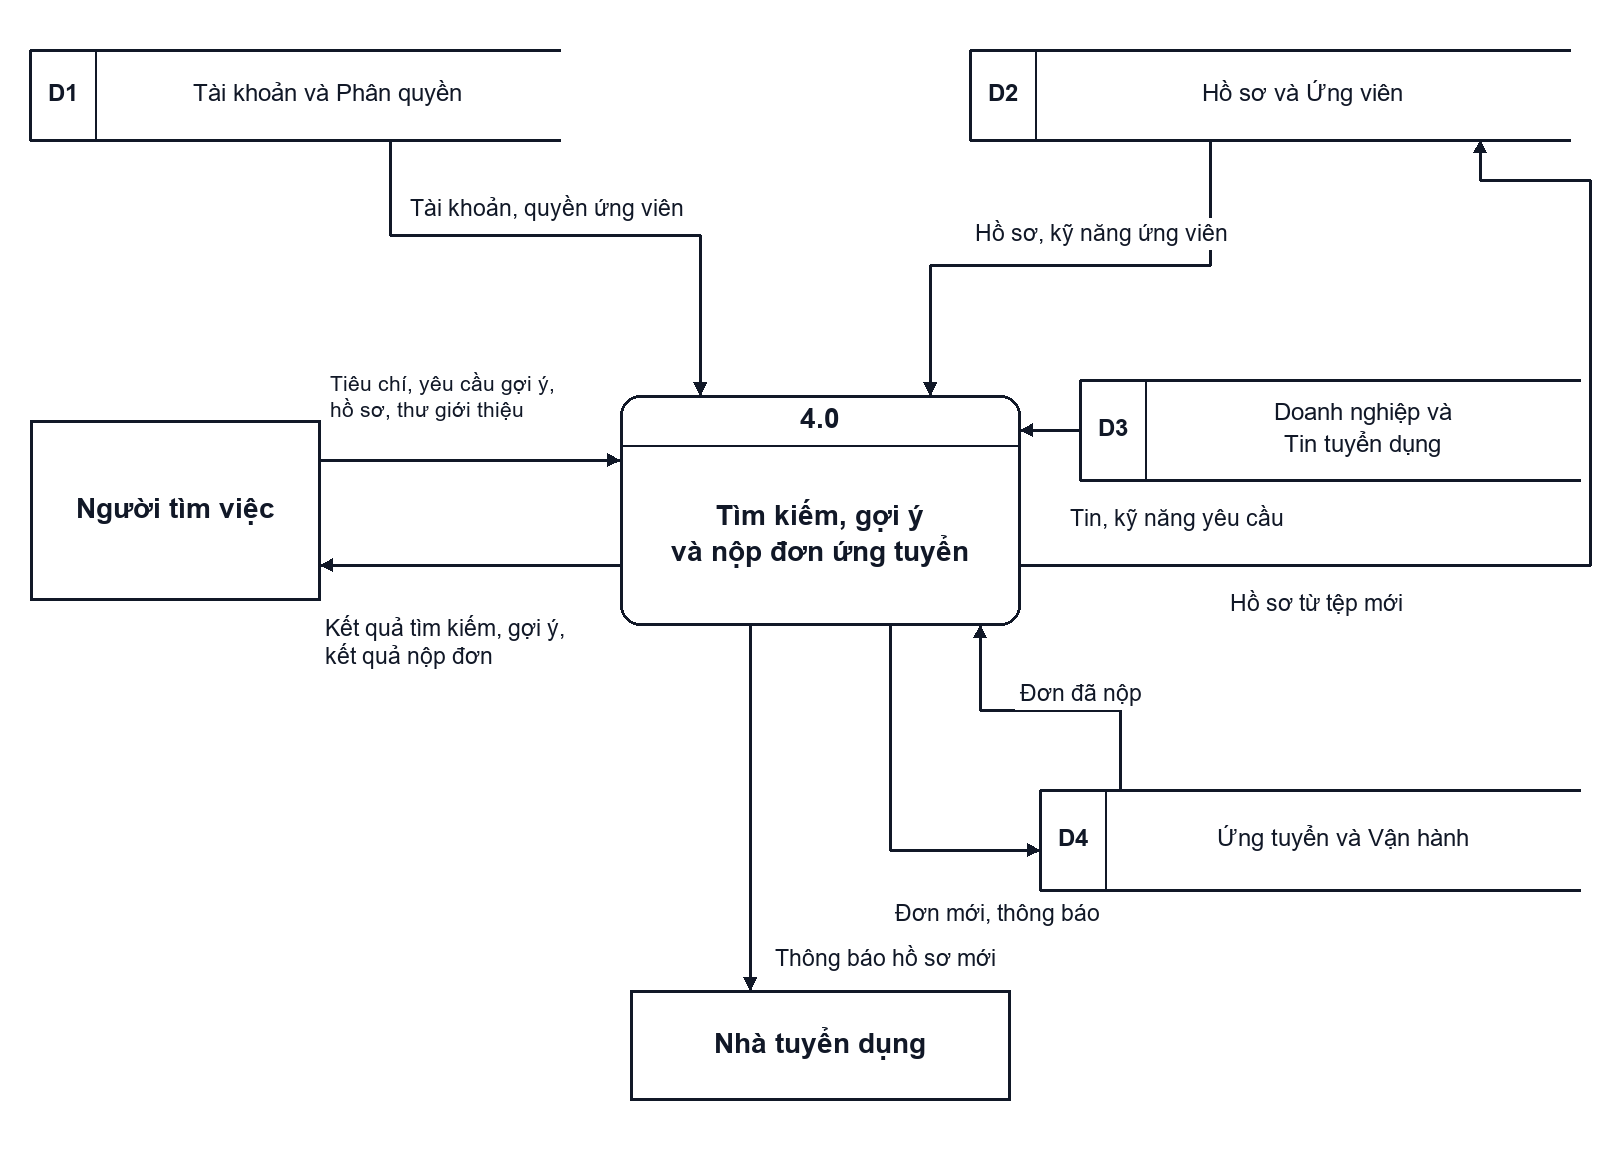 D1
Tài khoản và Phân quyền
D2
Hồ sơ và Ứng viên
Tài khoản, quyền ứng viên
Hồ sơ, kỹ năng ứng viên
Tiêu chí, yêu cầu gợi ý,
hồ sơ, thư giới thiệu
4.0
D3
Doanh nghiệp và
Tin tuyển dụng
Người tìm việc
Tìm kiếm, gợi ý
và nộp đơn ứng tuyển
Tin, kỹ năng yêu cầu
Hồ sơ từ tệp mới
Kết quả tìm kiếm, gợi ý,
kết quả nộp đơn
Đơn đã nộp
D4
Ứng tuyển và Vận hành
Đơn mới, thông báo
Thông báo hồ sơ mới
Nhà tuyển dụng